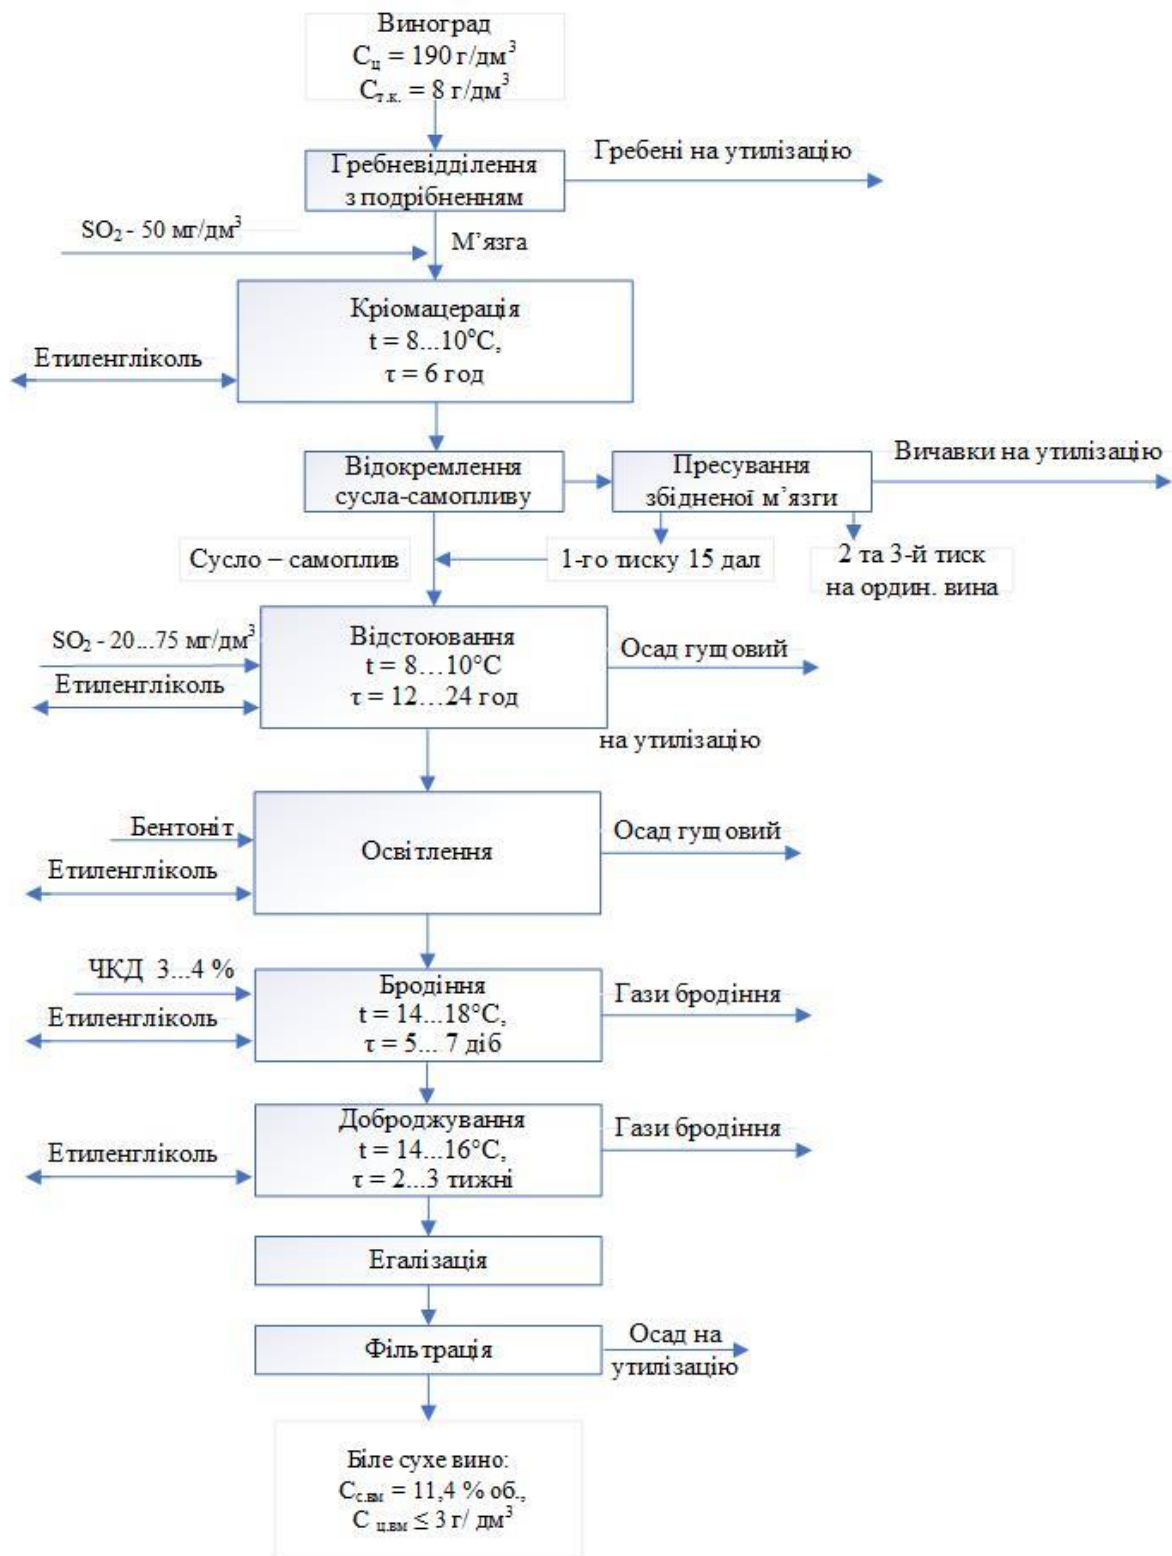 Виноград
Сц = 190 г/дм³
Ст.к. = 8 г/дм³
Гребневідділення
з подрібненням
Гребені на утилізацію
SO₂ - 50 мг/дм³
М’язга
Кріомацерація
t = 8...10°C,
τ = 6 год
Етиленгліколь
Відокремлення
сусла-самопливу
Пресування
збідненої м’язги
Вичавки на утилізацію
Сусло – самоплив
1-го тиску 15 дал
2 та 3-й тиск
на ордин. вина
SO₂ - 20...75 мг/дм³
Етиленгліколь
Відстоювання
t = 8…10°C
τ = 12…24 год
Осад гущовий
на утилізацію
Бентоніт
Етиленгліколь
Освітлення
Осад гущовий
ЧКД 3...4 %
Етиленгліколь
Бродіння
t = 14...18°C,
τ = 5... 7 діб
Гази бродіння
Етиленгліколь
Доброджування
t = 14...16°C,
τ = 2...3 тижні
Гази бродіння
Егалізація
Фільтрація
Осад на
утилізацію
Біле сухе вино:
Сс.вм = 11,4 % об.,
С ц.вм ≤ 3 г/ дм³